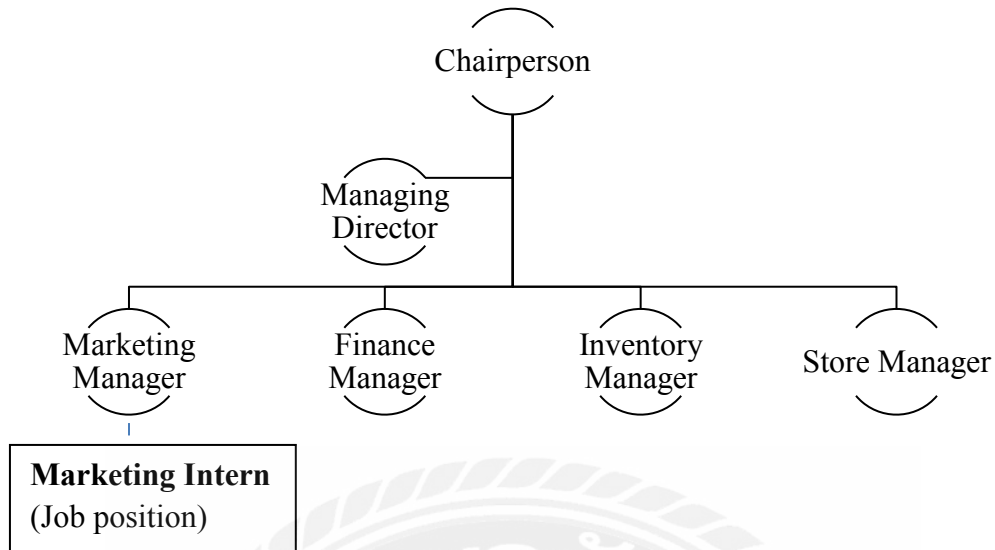 Chairperson
Managing
Director
Marketing
Manager
Finance
Manager
Inventory
Manager
Store Manager
Marketing Intern
(Job position)